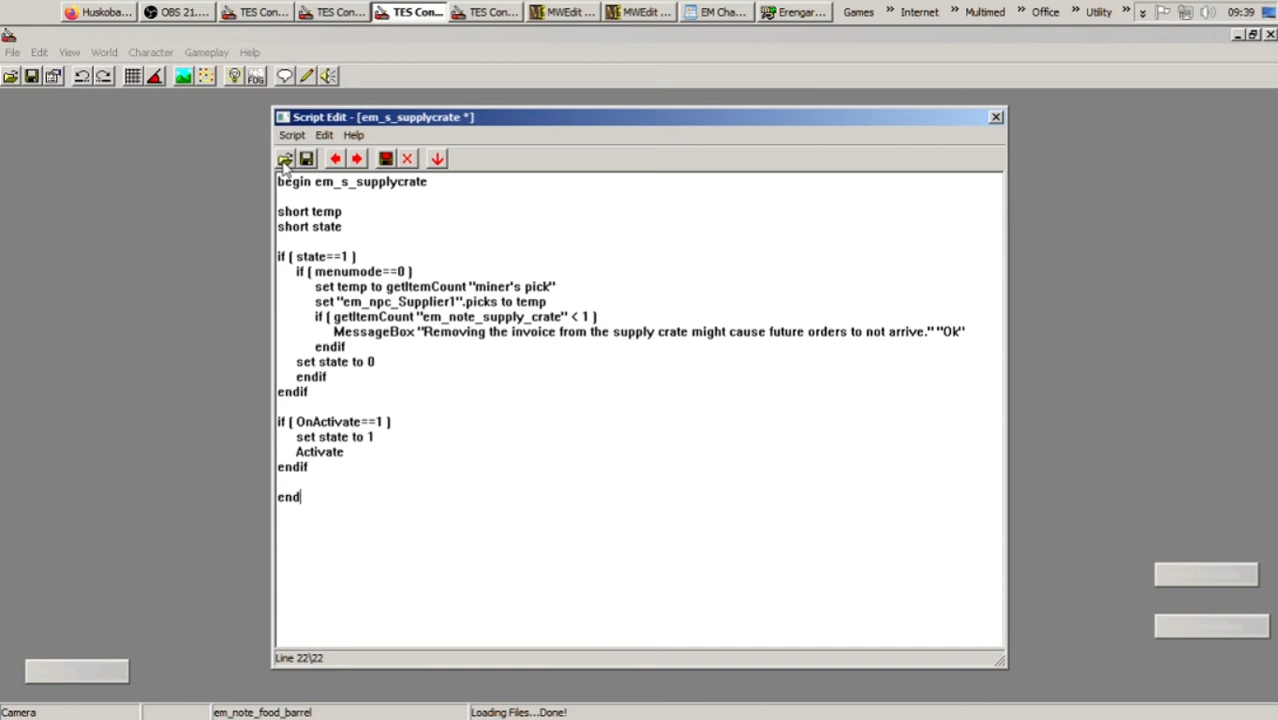 Huskoba... OBS 21.... TES Con... TES Con... TES Con... TES Con... MWEdit ... MWEdit ... EM Cha... Erengar... Games » Internet » Multimed » Office » Utility » 09:39
File Edit View World Character Gameplay Help
FOG
Script Edit - [em_s_supplycrate *]
Script Edit Help
begin em_s_supplycrate
short temp
short state
if ( state==1 )
if ( menumode==0 )
set temp to getItemCount "miner's pick"
set "em_npc_Supplier1".picks to temp
if ( getItemCount "em_note_supply_crate" < 1 )
MessageBox "Removing the invoice from the supply crate might cause future orders to not arrive." "Ok"
endif
set state to 0
endif
endif
if ( OnActivate==1 )
set state to 1
Activate
endif
end
Line 22\22
Camera em_note_food_barrel Loading Files...Done!